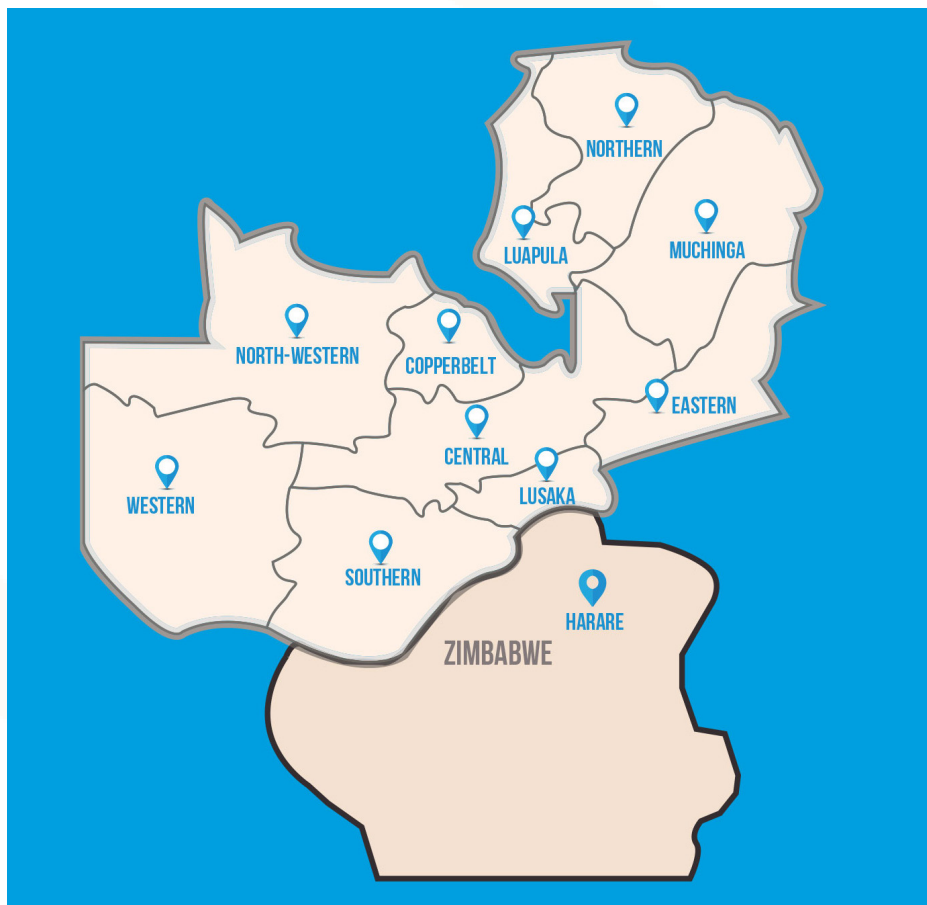 NORTHERN
MUCHINGA
LUAPULA
NORTH-WESTERN
COPPERBELT
EASTERN
CENTRAL
LUSAKA
WESTERN
SOUTHERN
HARARE
ZIMBABWE